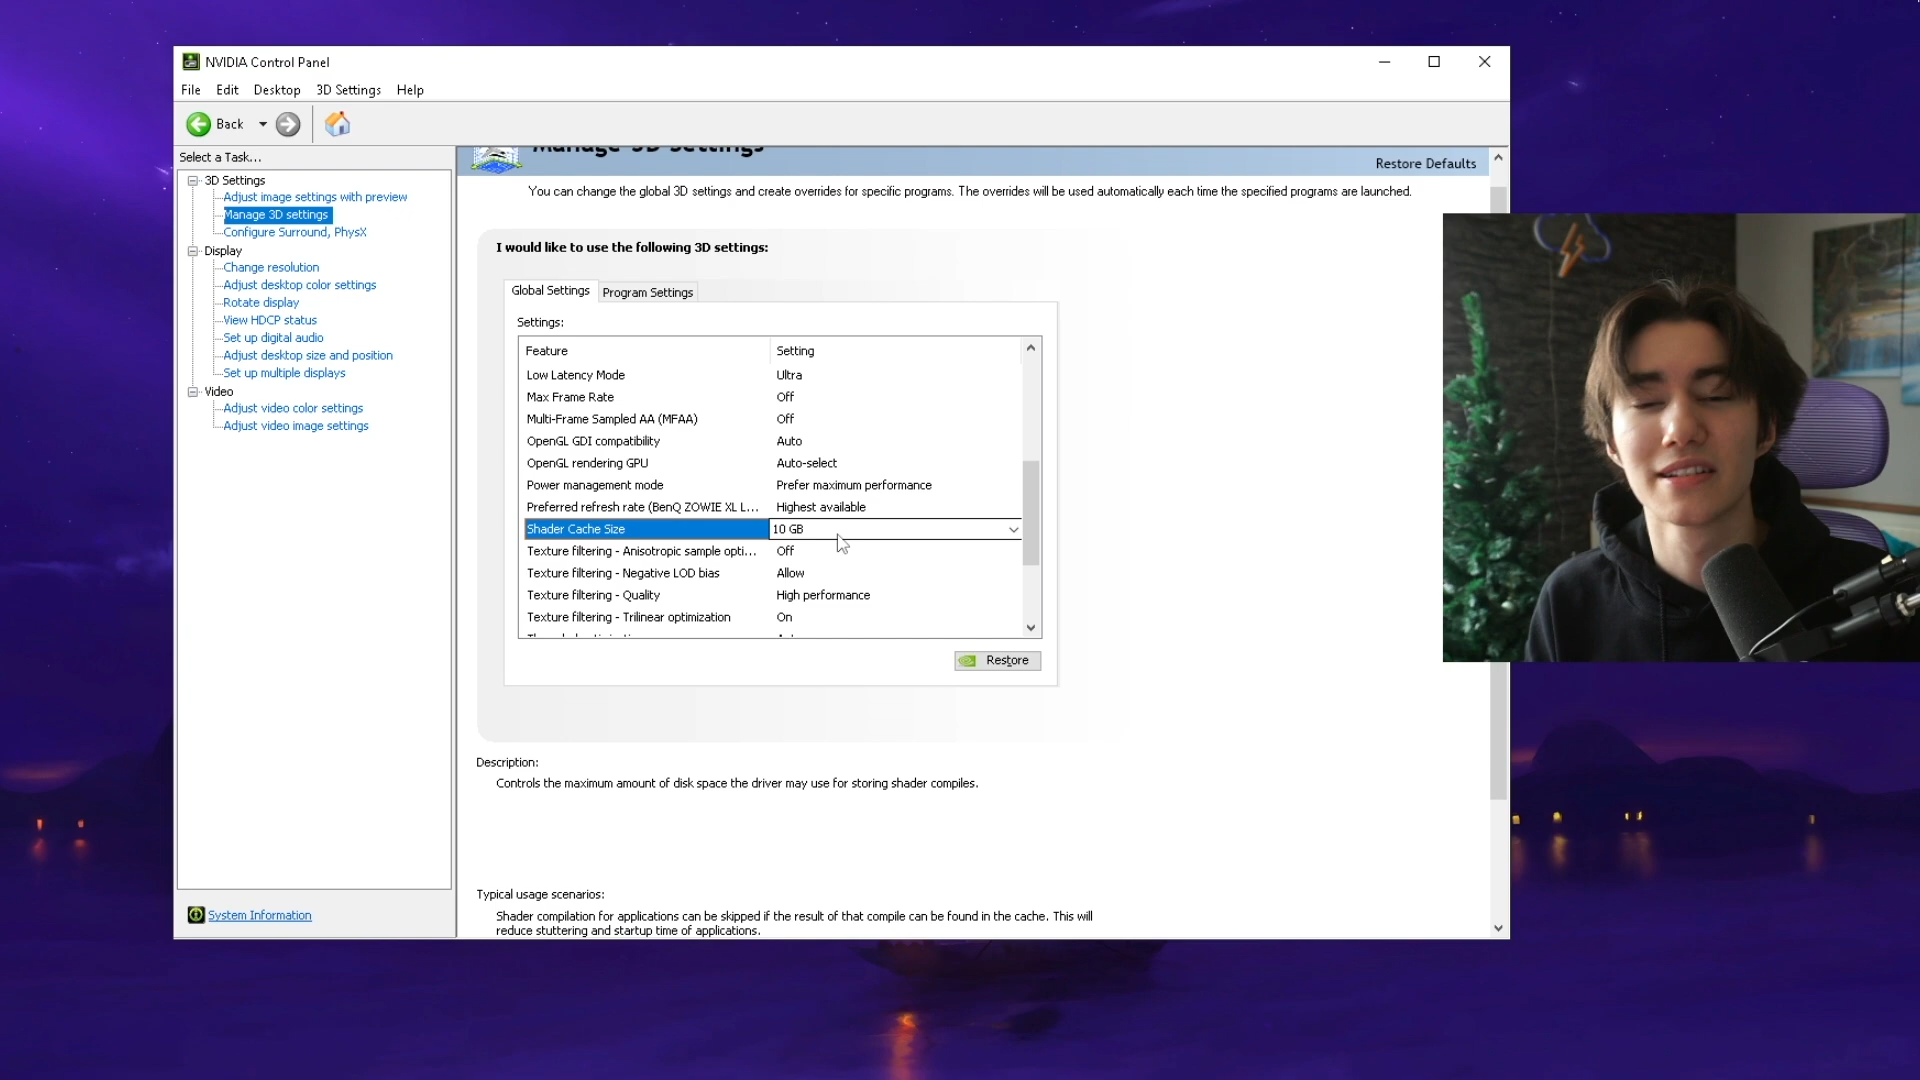 NVIDIA Control Panel
File Edit Desktop 3D Settings Help
Back
Select a Task...
3D Settings
Adjust image settings with preview
Manage 3D settings
Configure Surround, PhysX
Display
Change resolution
Adjust desktop color settings
Rotate display
View HDCP status
Set up digital audio
Adjust desktop size and position
Set up multiple displays
Video
Adjust video color settings
Adjust video image settings
System Information
Manage 3D Settings
Restore Defaults
You can change the global 3D settings and create overrides for specific programs. The overrides will be used automatically each time the specified programs are launched.
I would like to use the following 3D settings:
Global Settings Program Settings
Settings:
Feature Setting
Low Latency Mode Ultra
Max Frame Rate Off
Multi-Frame Sampled AA (MFAA) Off
OpenGL GDI compatibility Auto
OpenGL rendering GPU Auto-select
Power management mode Prefer maximum performance
Preferred refresh rate (BenQ ZOWIE XL L... Highest available
Shader Cache Size 10 GB
Texture filtering - Anisotropic sample opti... Off
Texture filtering - Negative LOD bias Allow
Texture filtering - Quality High performance
Texture filtering - Trilinear optimization On
Restore
Description:
Controls the maximum amount of disk space the driver may use for storing shader compiles.
Typical usage scenarios:
Shader compilation for applications can be skipped if the result of that compile can be found in the cache. This will
reduce stuttering and startup time of applications.